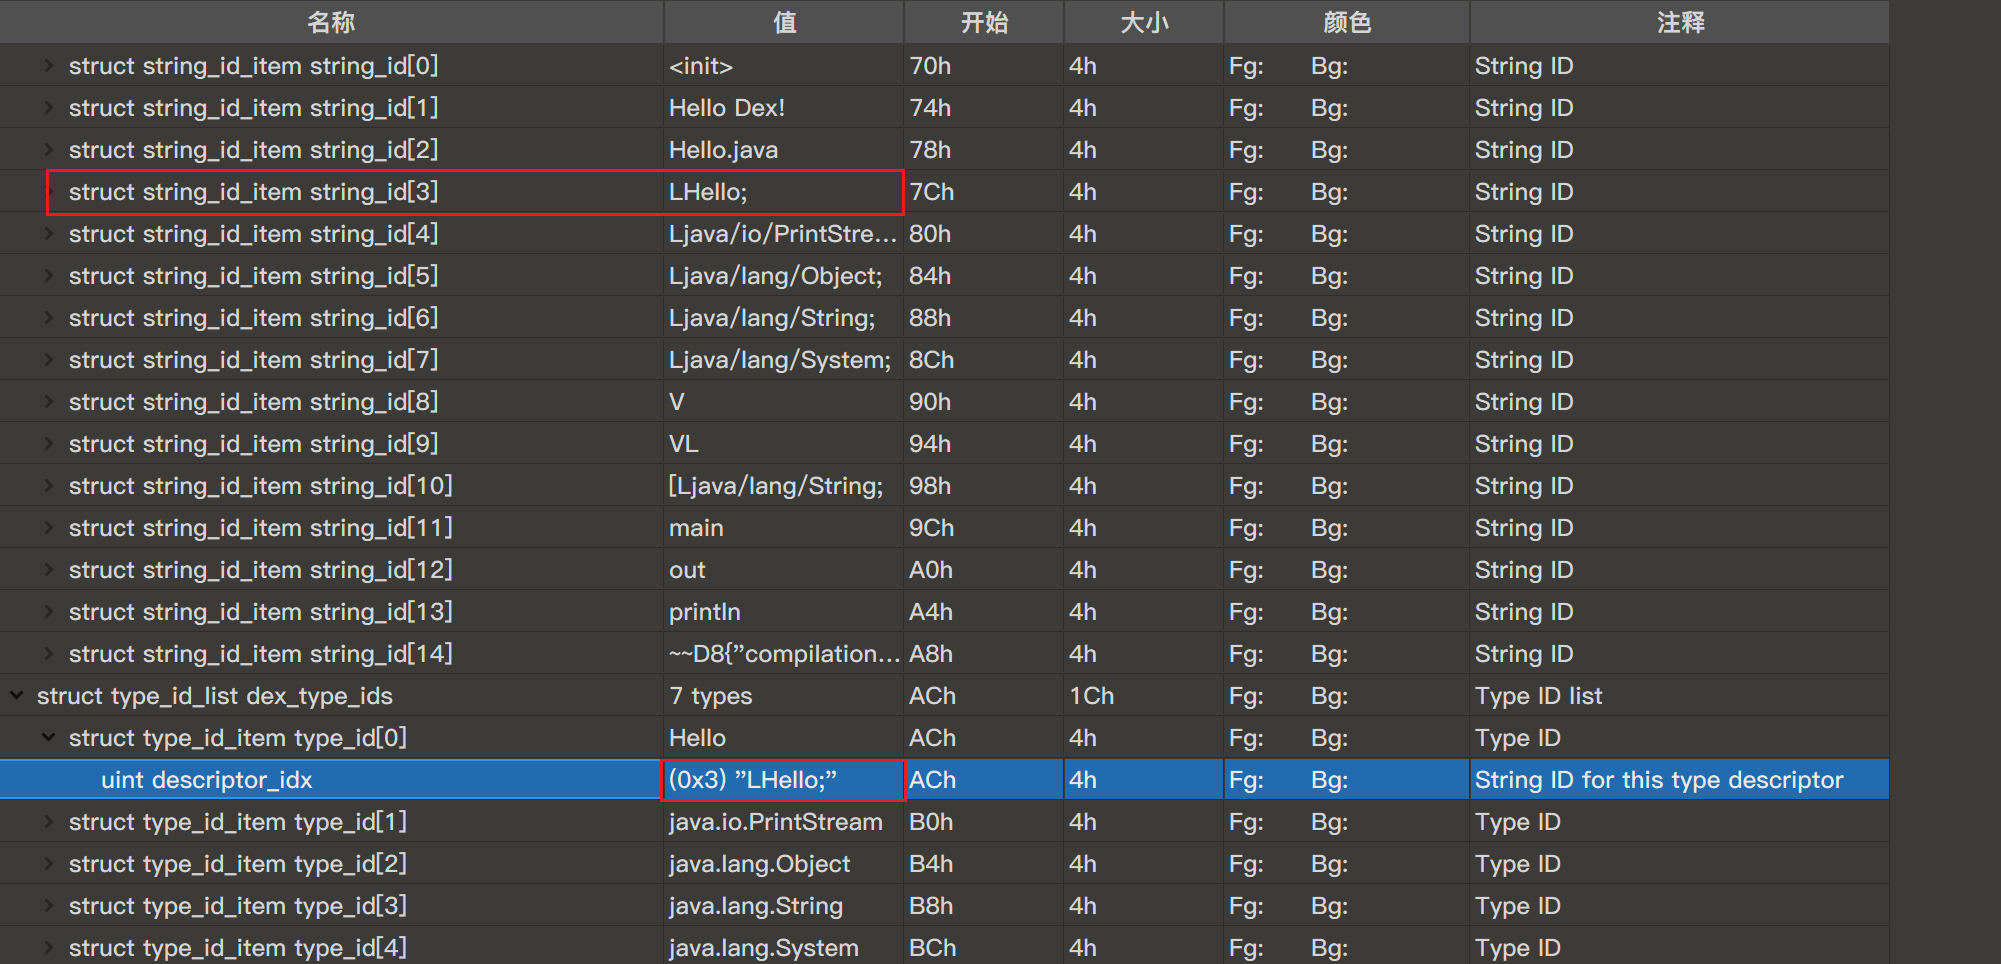 名称 值 开始 大小 颜色 注释
struct string_id_item string_id[0] <init> 70h 4h Fg: Bg: String ID
struct string_id_item string_id[1] Hello Dex! 74h 4h Fg: Bg: String ID
struct string_id_item string_id[2] Hello.java 78h 4h Fg: Bg: String ID
struct string_id_item string_id[3] LHello; 7Ch 4h Fg: Bg: String ID
struct string_id_item string_id[4] Ljava/io/PrintStre... 80h 4h Fg: Bg: String ID
struct string_id_item string_id[5] Ljava/lang/Object; 84h 4h Fg: Bg: String ID
struct string_id_item string_id[6] Ljava/lang/String; 88h 4h Fg: Bg: String ID
struct string_id_item string_id[7] Ljava/lang/System; 8Ch 4h Fg: Bg: String ID
struct string_id_item string_id[8] V 90h 4h Fg: Bg: String ID
struct string_id_item string_id[9] VL 94h 4h Fg: Bg: String ID
struct string_id_item string_id[10] [Ljava/lang/String; 98h 4h Fg: Bg: String ID
struct string_id_item string_id[11] main 9Ch 4h Fg: Bg: String ID
struct string_id_item string_id[12] out A0h 4h Fg: Bg: String ID
struct string_id_item string_id[13] println A4h 4h Fg: Bg: String ID
struct string_id_item string_id[14] ~~D8{"compilation... A8h 4h Fg: Bg: String ID
struct type_id_list dex_type_ids 7 types ACh 1Ch Fg: Bg: Type ID list
struct type_id_item type_id[0] Hello ACh 4h Fg: Bg: Type ID
uint descriptor_idx (0x3) "LHello;" ACh 4h Fg: Bg: String ID for this type descriptor
struct type_id_item type_id[1] java.io.PrintStream B0h 4h Fg: Bg: Type ID
struct type_id_item type_id[2] java.lang.Object B4h 4h Fg: Bg: Type ID
struct type_id_item type_id[3] java.lang.String B8h 4h Fg: Bg: Type ID
struct type_id_item type_id[4] java.lang.System BCh 4h Fg: Bg: Type ID